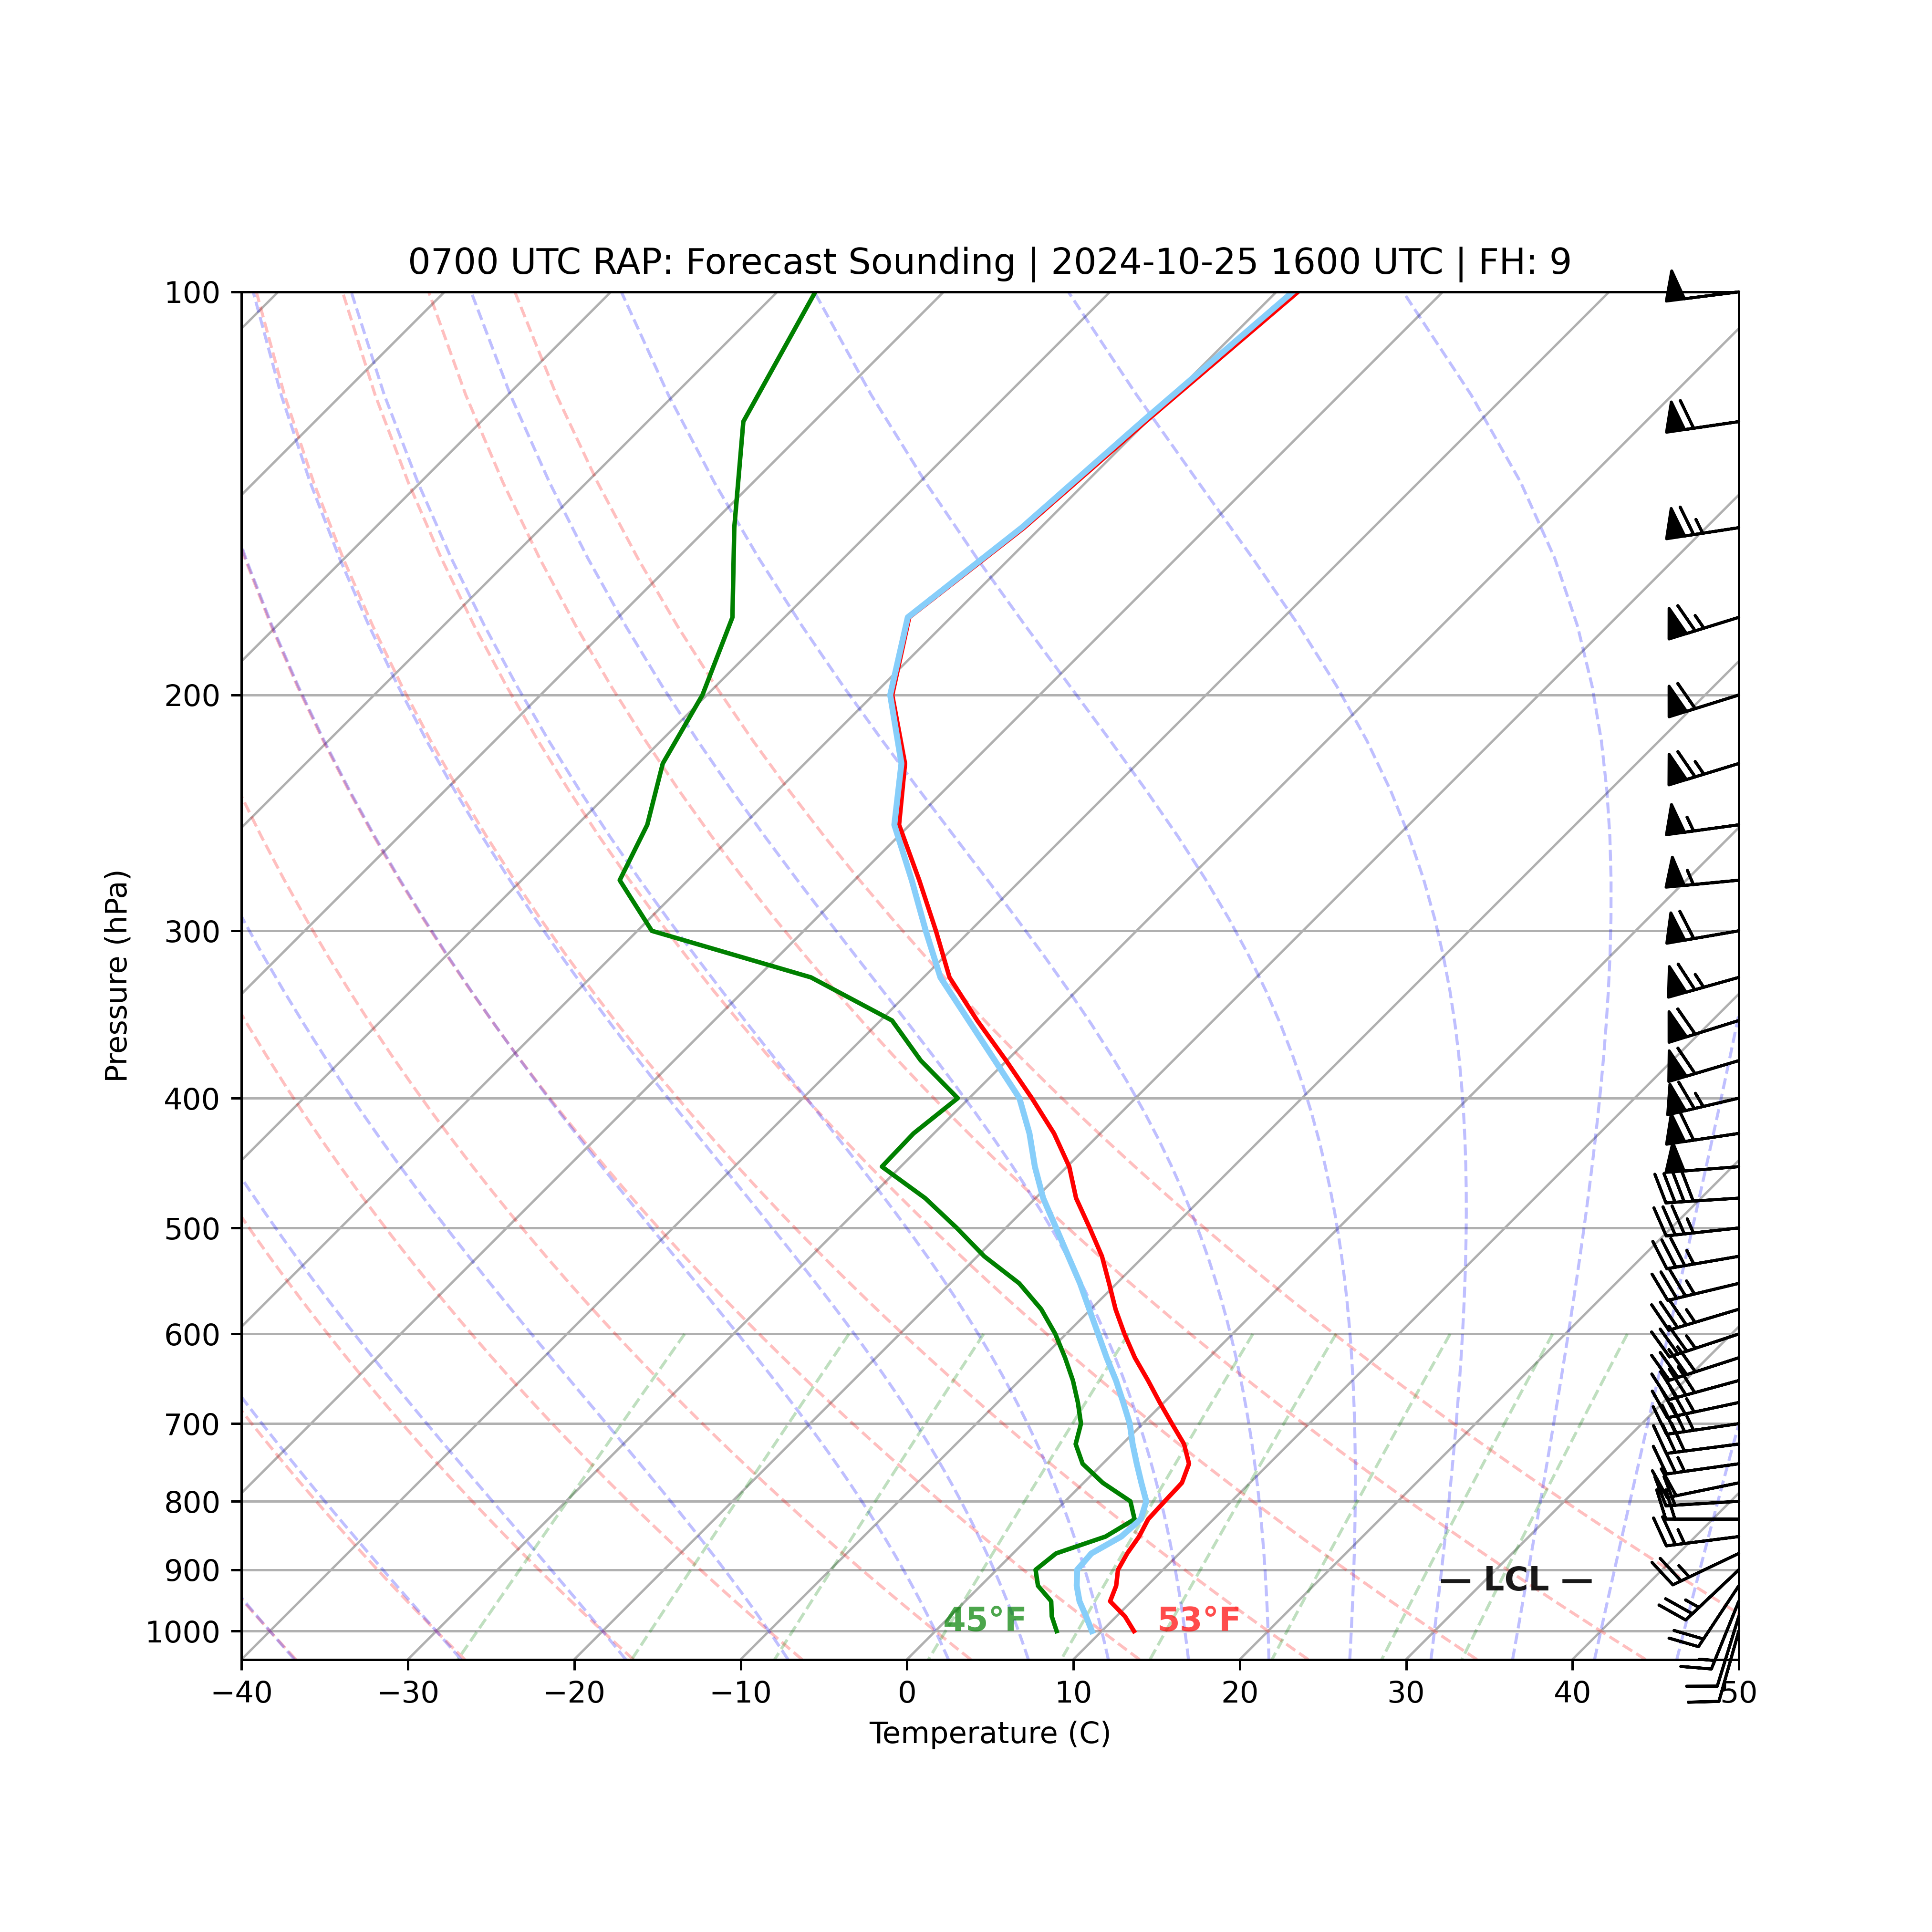 0700 UTC RAP: Forecast Sounding | 2024-10-25 1600 UTC | FH: 9
100
200
300
400
500
600
700
800
900
1000
Pressure (hPa)
— LCL —
45°F 53°F
−40 −30 −20 −10 0 10 20 30 40 50
Temperature (C)